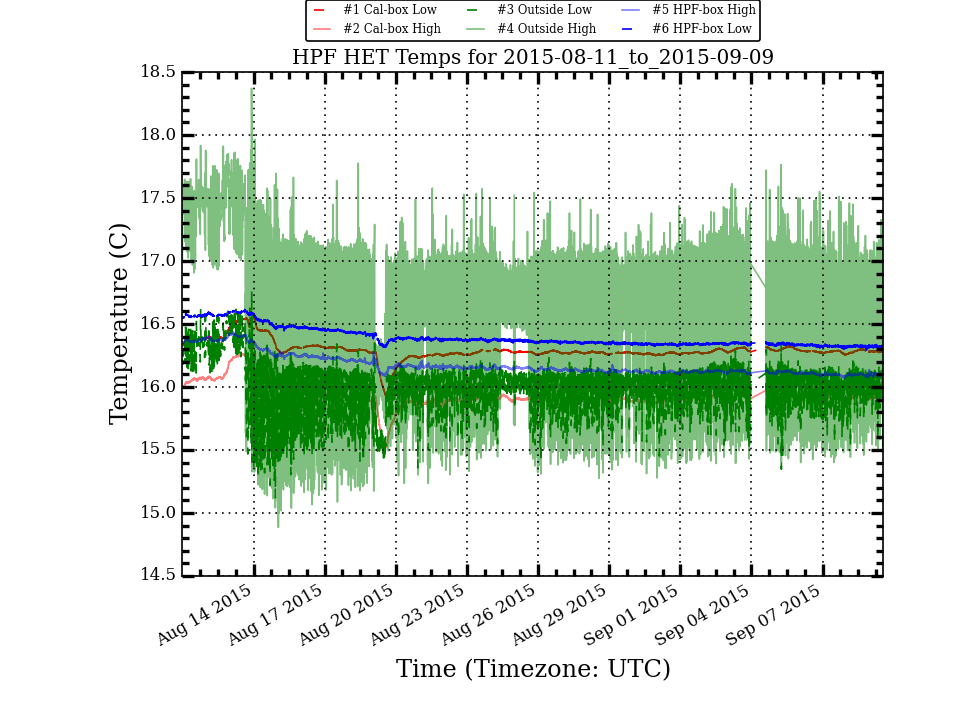 #1 Cal-box Low #3 Outside Low #5 HPF-box High
#2 Cal-box High #4 Outside High #6 HPF-box Low
HPF HET Temps for 2015-08-11_to_2015-09-09
18.5
18.0
17.5
17.0
16.5
16.0
15.5
15.0
14.5
Temperature (C)
Aug 14 2015 Aug 17 2015 Aug 20 2015 Aug 23 2015 Aug 26 2015 Aug 29 2015 Sep 01 2015 Sep 04 2015 Sep 07 2015
Time (Timezone: UTC)